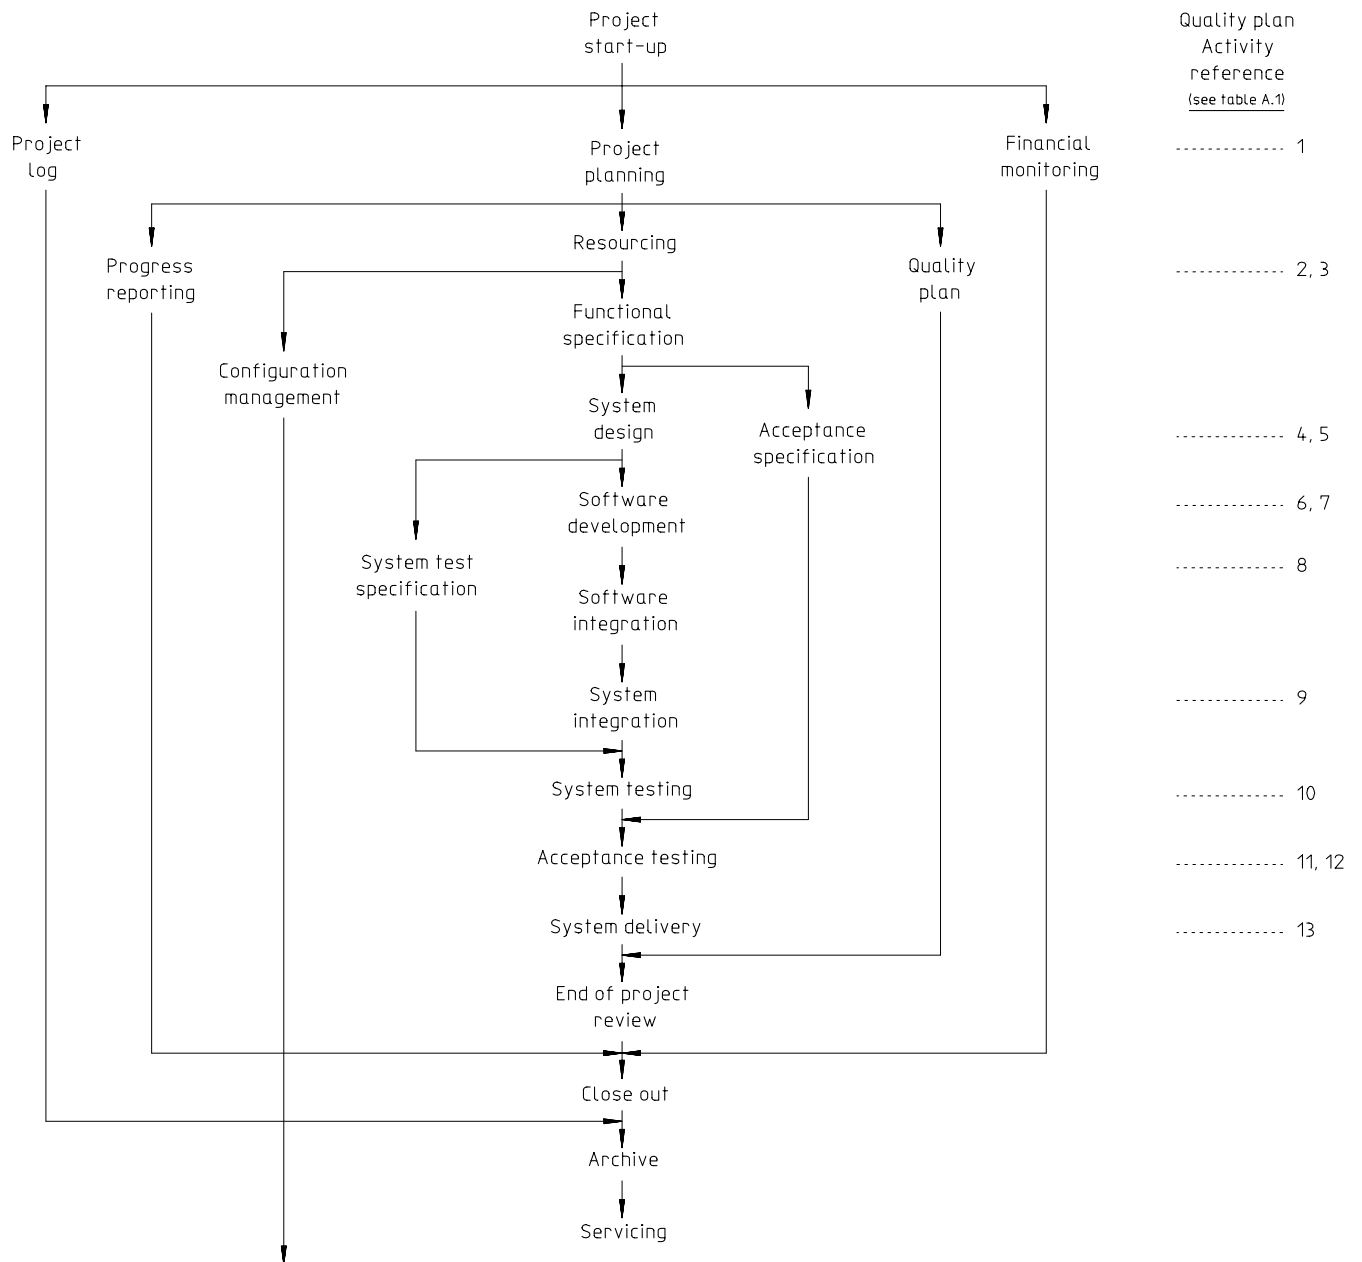 Project
start-up
Quality plan
Activity
reference
(see table A.1)
Project
log
Project
planning
Financial
monitoring
1
Resourcing
Progress
reporting
Quality
plan
2, 3
Functional
specification
Configuration
management
System
design
Acceptance
specification
4, 5
Software
development
6, 7
System test
specification
8
Software
integration
System
integration
9
System testing
10
Acceptance testing
11, 12
System delivery
13
End of project
review
Close out
Archive
Servicing